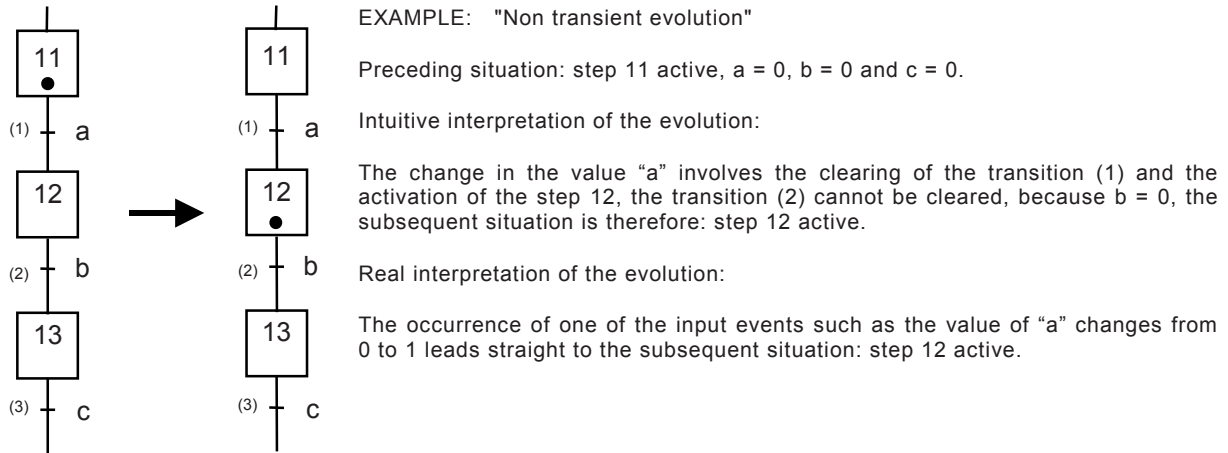 11
(1) a
12
(2) b
13
(3) c
11
(1) a
12
(2) b
13
(3) c
EXAMPLE: "Non transient evolution"
Preceding situation: step 11 active, a = 0, b = 0 and c = 0.
Intuitive interpretation of the evolution:
The change in the value “a” involves the clearing of the transition (1) and the
activation of the step 12, the transition (2) cannot be cleared, because b = 0, the
subsequent situation is therefore: step 12 active.
Real interpretation of the evolution:
The occurrence of one of the input events such as the value of “a” changes from
0 to 1 leads straight to the subsequent situation: step 12 active.